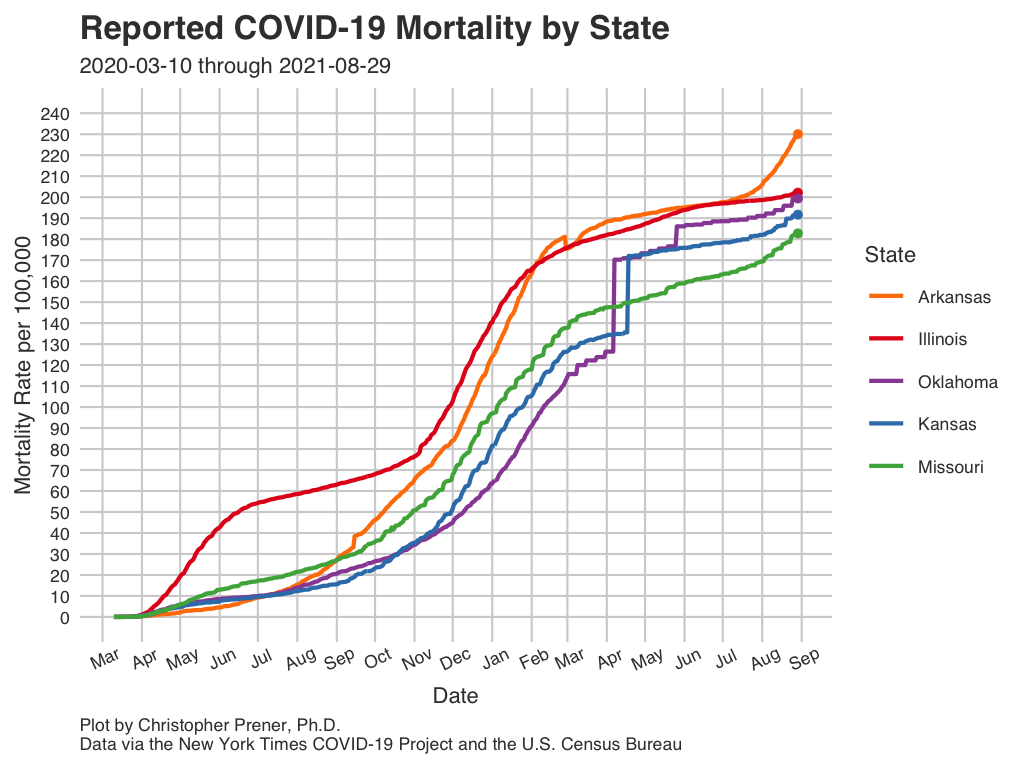 Reported COVID-19 Mortality by State
2020-03-10 through 2021-08-29
Mortality Rate per 100,000
240
230
220
210
200
190
180
170
160
150
140
130
120
110
100
90
80
70
60
50
40
30
20
10
0
Mar Apr May Jun Jul Aug Sep Oct Nov Dec Jan Feb Mar Apr May Jun Jul Aug Sep
Date
State
Arkansas
Illinois
Oklahoma
Kansas
Missouri
Plot by Christopher Prener, Ph.D.
Data via the New York Times COVID-19 Project and the U.S. Census Bureau